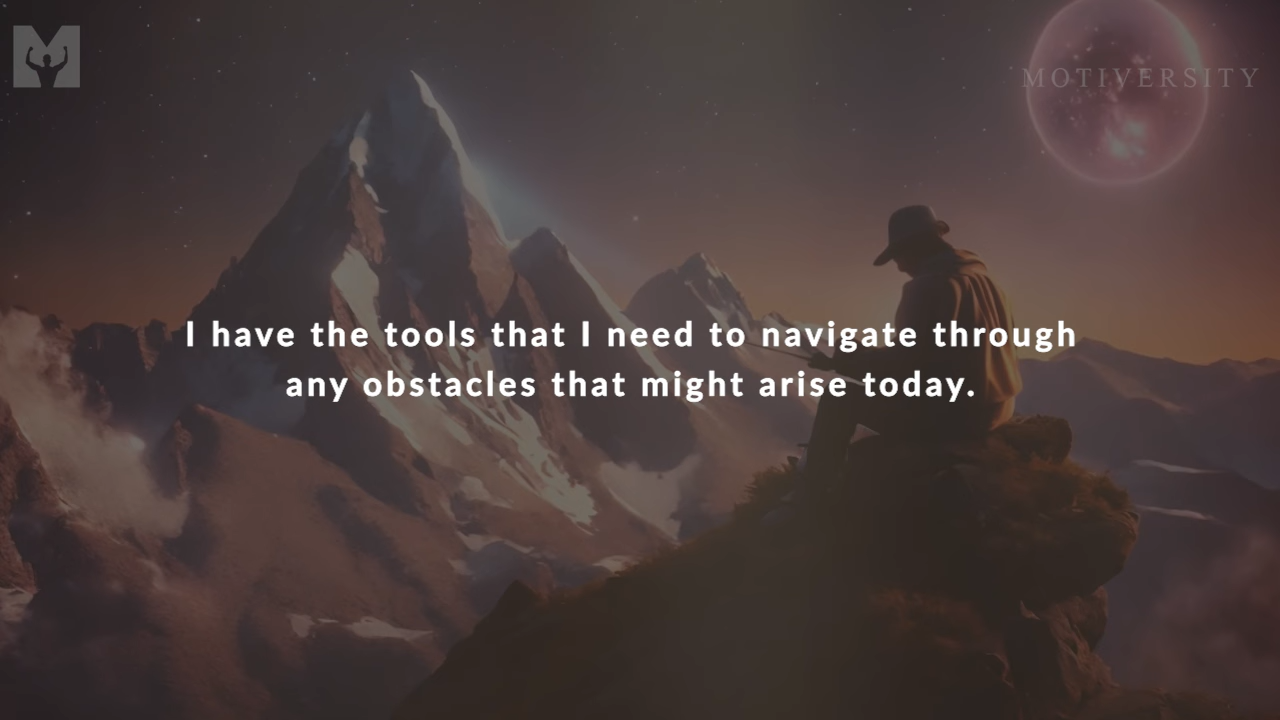 MOTIVERSITY
I have the tools that I need to navigate through
any obstacles that might arise today.